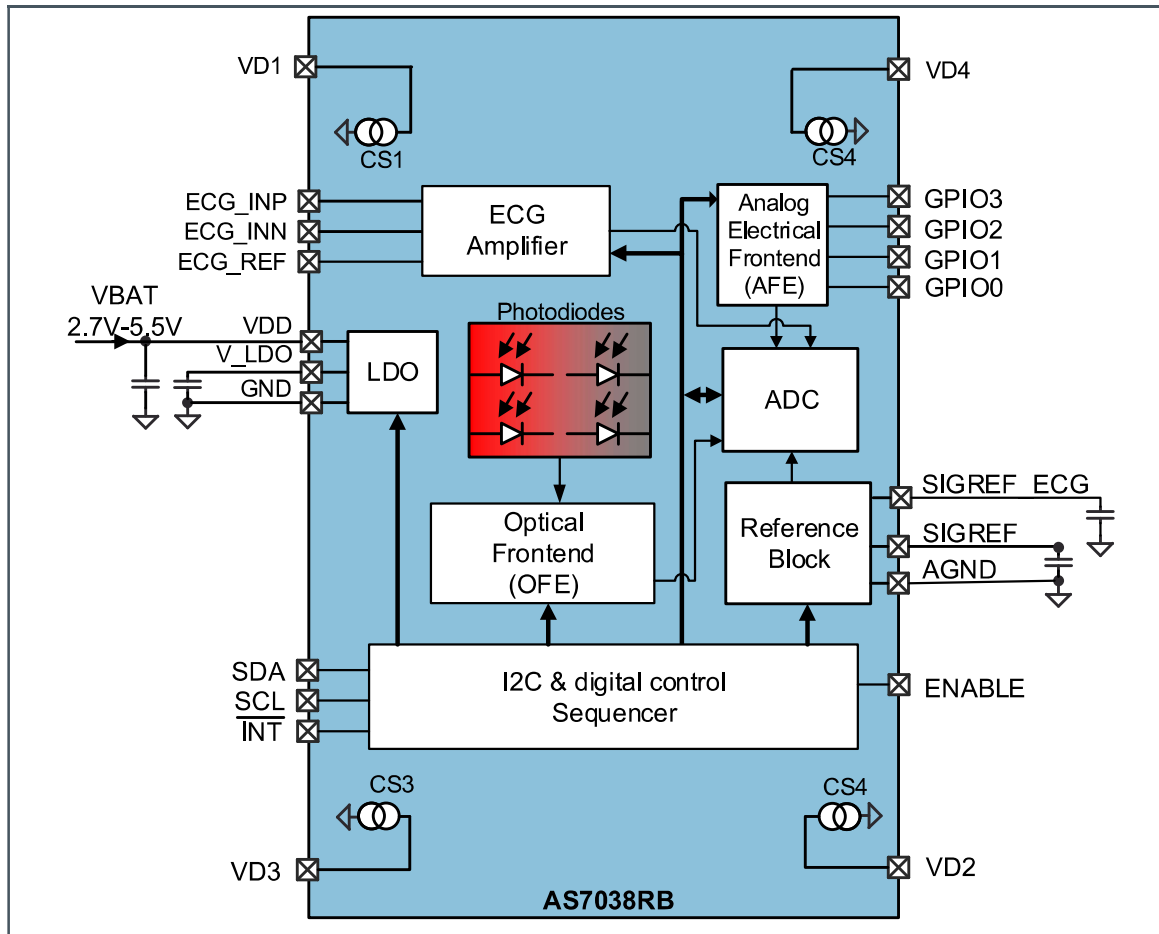 VD1
VD4
CS1
CS4
ECG_INP
ECG_INN
ECG_REF
ECG
Amplifier
Analog
Electrical
Frontend
(AFE)
GPIO3
GPIO2
GPIO1
GPIO0
VBAT
2.7V-5.5V
VDD
V_LDO
GND
LDO
Photodiodes
ADC
Optical
Frontend
(OFE)
Reference
Block
SIGREF_ECG
SIGREF
AGND
SDA
SCL
INT
I2C & digital control
Sequencer
ENABLE
CS3
CS4
VD3
VD2
AS7038RB